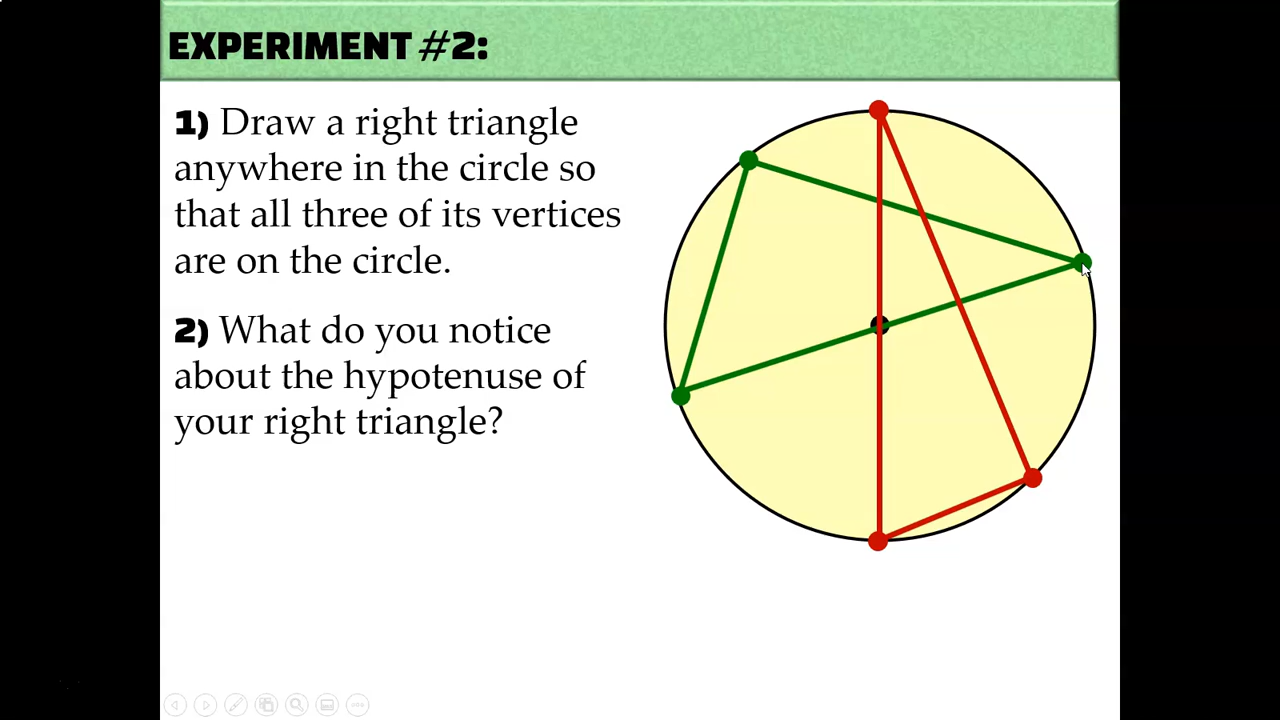 EXPERIMENT #2:
1) Draw a right triangle
anywhere in the circle so
that all three of its vertices
are on the circle.
2) What do you notice
about the hypotenuse of
your right triangle?